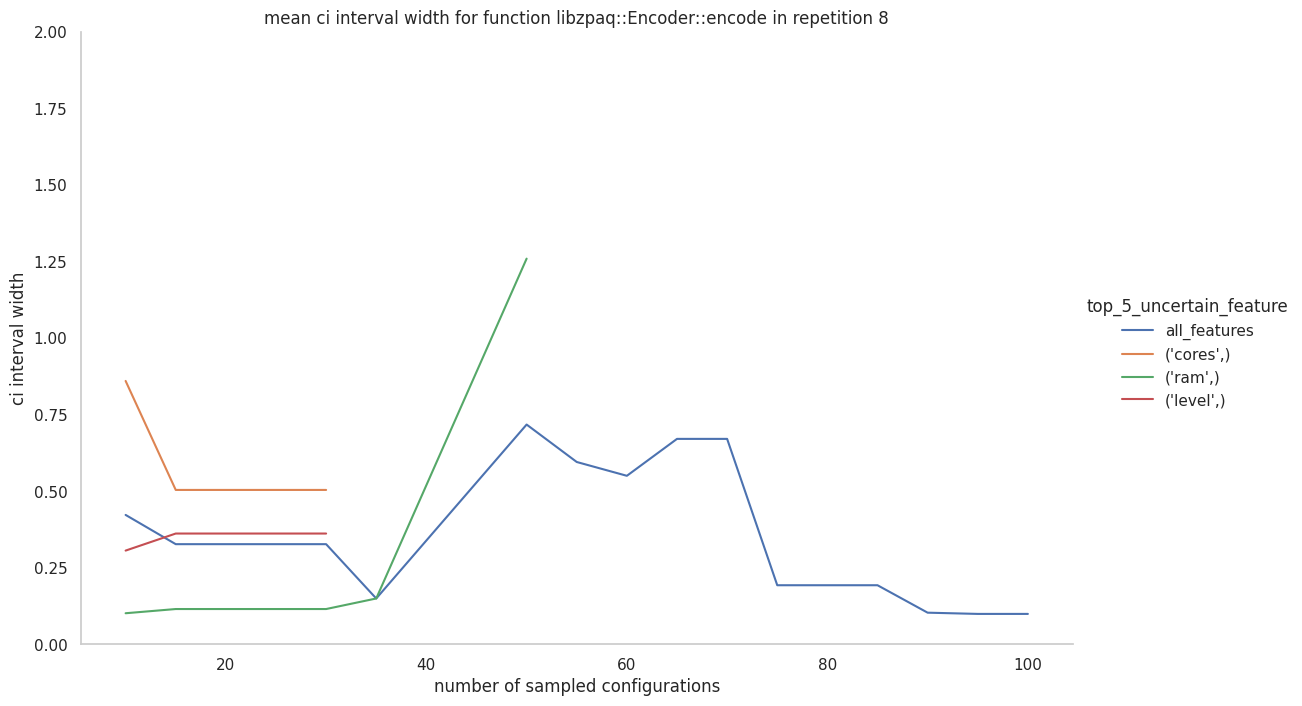 mean ci interval width for function libzpaq::Encoder::encode in repetition 8
2.00
1.75
1.50
1.25
1.00
0.75
0.50
0.25
0.00
ci interval width
20
40
60
80
100
number of sampled configurations
top_5_uncertain_feature
all_features
('cores',)
('ram',)
('level',)